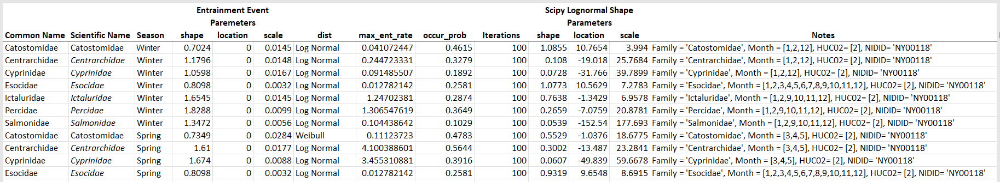 Entrainment Event Scipy Lognormal Shape
Paremeters Parameters
Common Name Scientific Name Season shape location scale dist max_ent_rate occur_prob Iterations shape location scale Notes
Catostomidae Catostomidae Winter 0.7024 0 0.0145 Log Normal 0.041072447 0.4615 100 1.0855 10.7654 3.994 Family = 'Catostomidae', Month = [1,2,12], HUC02= [2], NIDID= 'NY00118'
Centrarchidae Centrarchidae Winter 1.1796 0 0.0148 Log Normal 0.244723331 0.3279 100 0.108 -19.018 25.7684 Family = 'Centrarchidae', Month = [1,2,12], HUC02= [2], NIDID= 'NY00118'
Cyprinidae Cyprinidae Winter 1.0598 0 0.0167 Log Normal 0.091485507 0.1892 100 0.0728 -31.766 39.7899 Family = 'Cyprinidae', Month = [1,2,12], HUC02= [2], NIDID= 'NY00118'
Esocidae Esocidae Winter 0.8098 0 0.0032 Log Normal 0.012782142 0.2581 100 1.0773 10.5629 7.2783 Family = 'Esocidae', Month = [1,2,3,4,5,6,7,8,9,10,11,12], HUC02= [2], NIDID= 'NY00118'
Ictaluridae Ictaluridae Winter 1.6545 0 0.0145 Log Normal 1.24702381 0.2874 100 0.7638 -1.3429 6.9578 Family = 'Ictaluridae', Month = [1,2,9,10,11,12], HUC02= [2], NIDID= 'NY00118'
Percidae Percidae Winter 1.8288 0 0.0099 Log Normal 1.306547619 0.3649 100 0.2659 -7.0759 20.8781 Family = 'Percidae', Month = [1,2,9,10,11,12], HUC02= [2], NIDID= 'NY00118'
Salmonidae Salmonidae Winter 1.3472 0 0.0056 Log Normal 0.104438642 0.1029 100 0.0539 -152.54 177.693 Family = 'Salmonidae', Month = [1,2,9,10,11,12], HUC02= [2], NIDID= 'NY00118'
Catostomidae Catostomidae Spring 0.7349 0 0.0284 Weibull 0.11123723 0.4783 100 0.5529 -1.0376 18.6775 Family = 'Catostomidae', Month = [3,4,5], HUC02= [2], NIDID= 'NY00118'
Centrarchidae Centrarchidae Spring 1.61 0 0.0177 Log Normal 4.100388601 0.5644 100 0.3002 -13.487 23.2841 Family = 'Centrarchidae', Month = [3,4,5], HUC02= [2], NIDID= 'NY00118'
Cyprinidae Cyprinidae Spring 1.674 0 0.0088 Log Normal 3.455310881 0.3916 100 0.0607 -49.839 59.6678 Family = 'Cyprinidae', Month = [3,4,5], HUC02= [2], NIDID= 'NY00118'
Esocidae Esocidae Spring 0.8098 0 0.0032 Log Normal 0.012782142 0.2581 100 0.9319 9.6548 8.6915 Family = 'Esocidae', Month = [1,2,3,4,5,6,7,8,9,10,11,12], HUC02= [2], NIDID= 'NY00118'